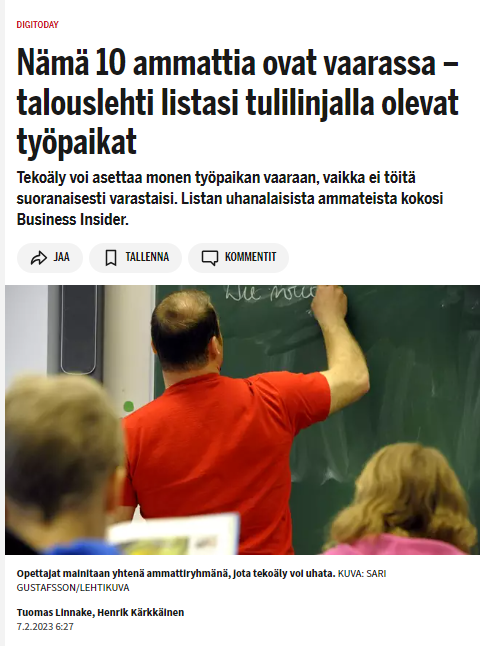 DIGITODAY
Nämä 10 ammattia ovat vaarassa –
talouslehti listasi tulilinjalla olevat
työpaikat
Tekoäly voi asettaa monen työpaikan vaaraan, vaikka ei töitä
suoranaisesti varastaisi. Listan uhanalaisista ammateista kokosi
Business Insider.
JAA TALLENNA KOMMENTIT
Opettajat mainitaan yhtenä ammattiryhmänä, jota tekoäly voi uhata. KUVA: SARI
GUSTAFSSON/LEHTIKUVA
Tuomas Linnake, Henrik Kärkkäinen
7.2.2023 6:27